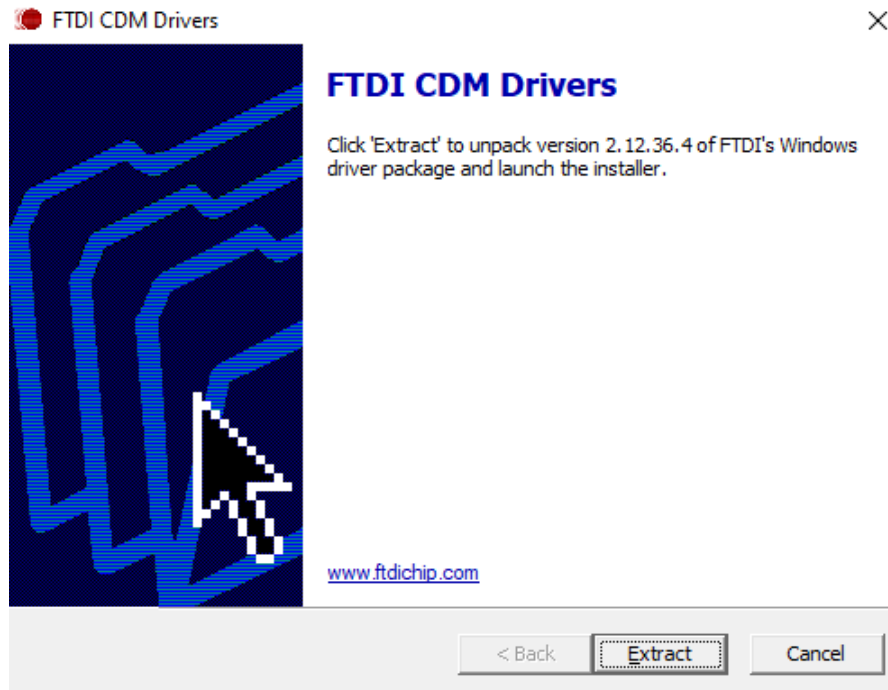 FTDI CDM Drivers
FTDI CDM Drivers
Click 'Extract' to unpack version 2.12.36.4 of FTDI's Windows
driver package and launch the installer.
www.ftdichip.com
< Back Extract Cancel